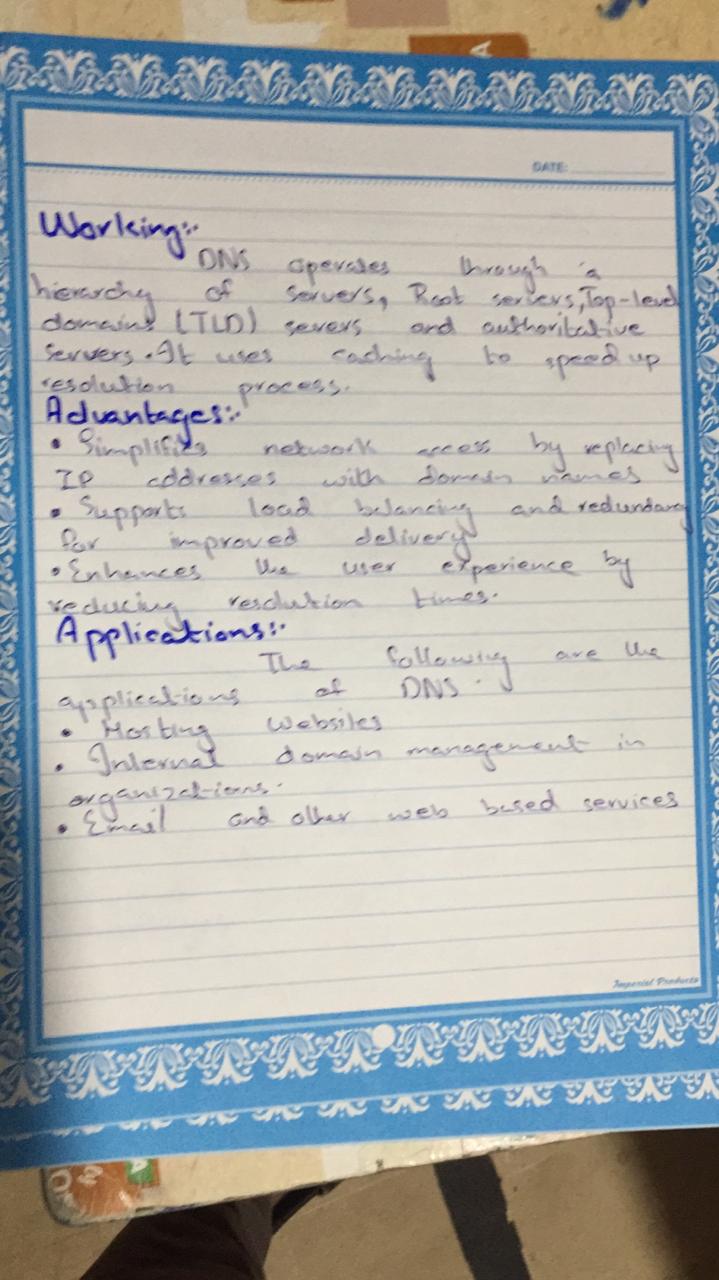 DATE:
Working:-
DNS operates through a
hierarchy of servers, Root servers, Top-level
domains (TLD) severs and authoritative
servers. It uses caching to speed up
resolution process.
Advantages:-
• Simplifies network access by replacing
IP addresses with domain names
• Supports load balancing and redundancy
for improved delivery
• Enhances the user experience by
reducing resolution times.
Applications:-
The following are the
applications of DNS.
• Hosting websites
• Internal domain management in
organizations.
• Email and other web based services
Imperial Products